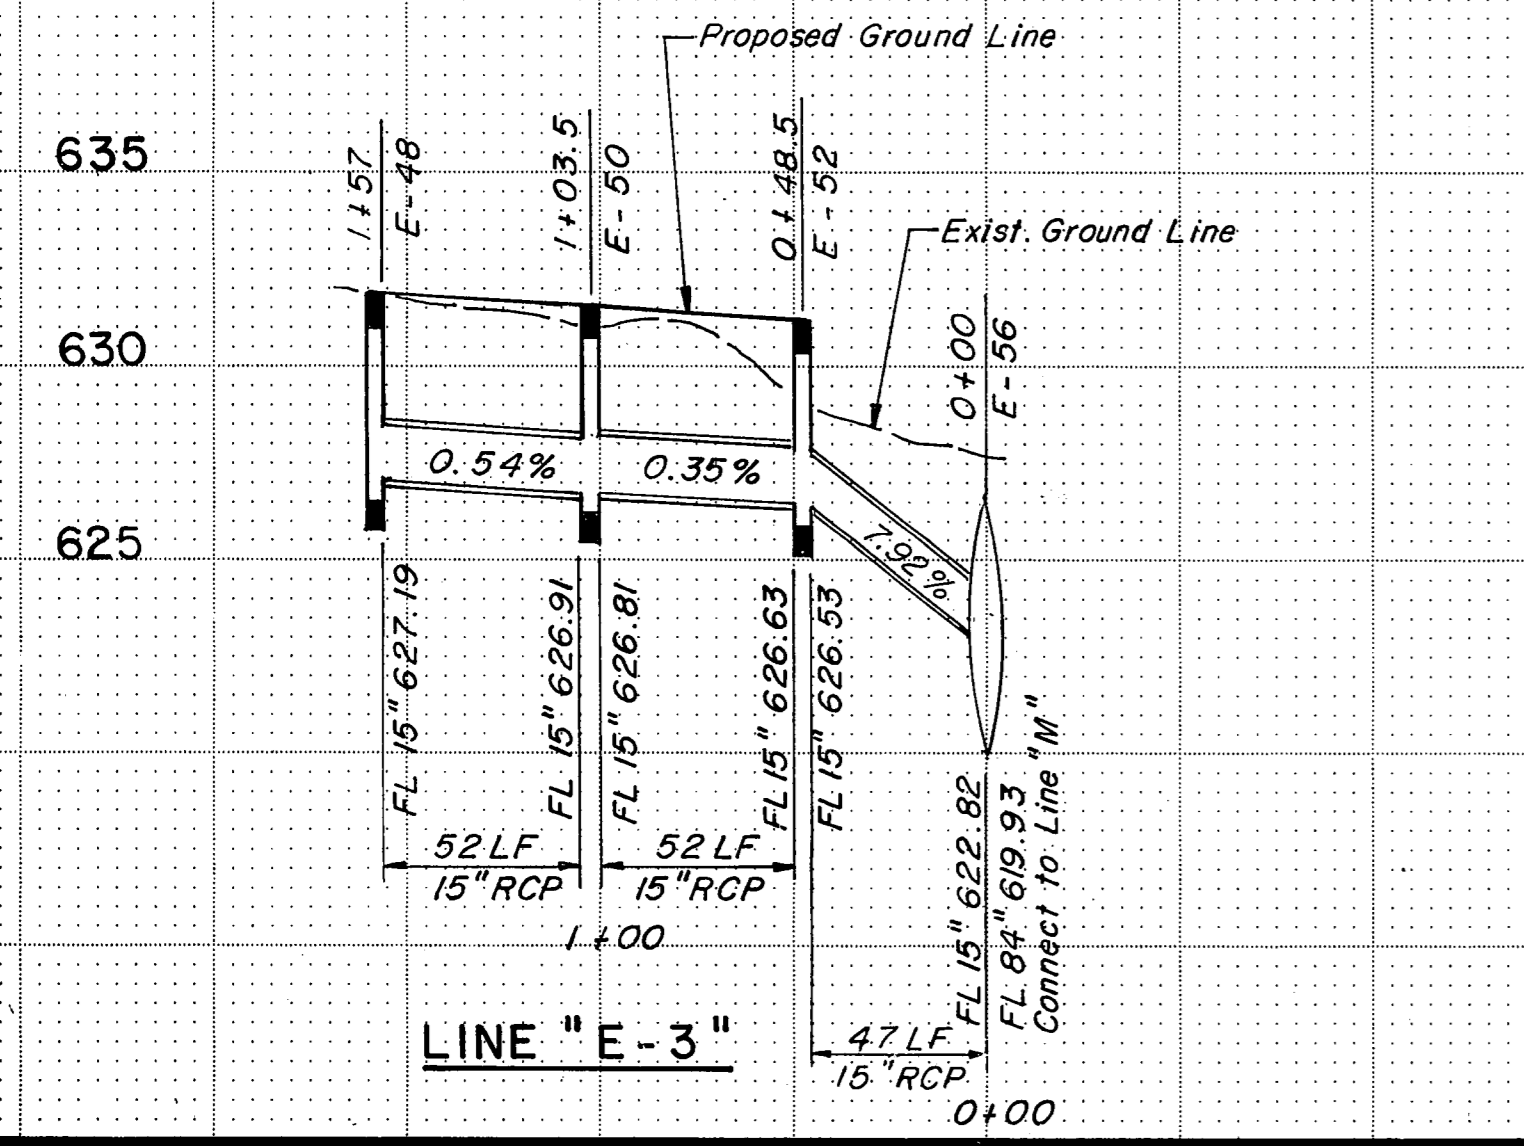 Proposed Ground Line
635
1+57
E-48
1+03.5
E-50
0+48.5
E-52
Exist. Ground Line
630
0+00
E-56
0.54%
0.35%
7.92%
625
FL 15" 627.19
FL 15" 626.91
FL 15" 626.81
FL 15" 626.63
FL 15" 626.53
FL 15" 622.82
FL 84" 619.93
Connect to Line "M"
52 LF
15" RCP
52 LF
15" RCP
1+00
LINE "E-3"
47 LF
15" RCP
0+00